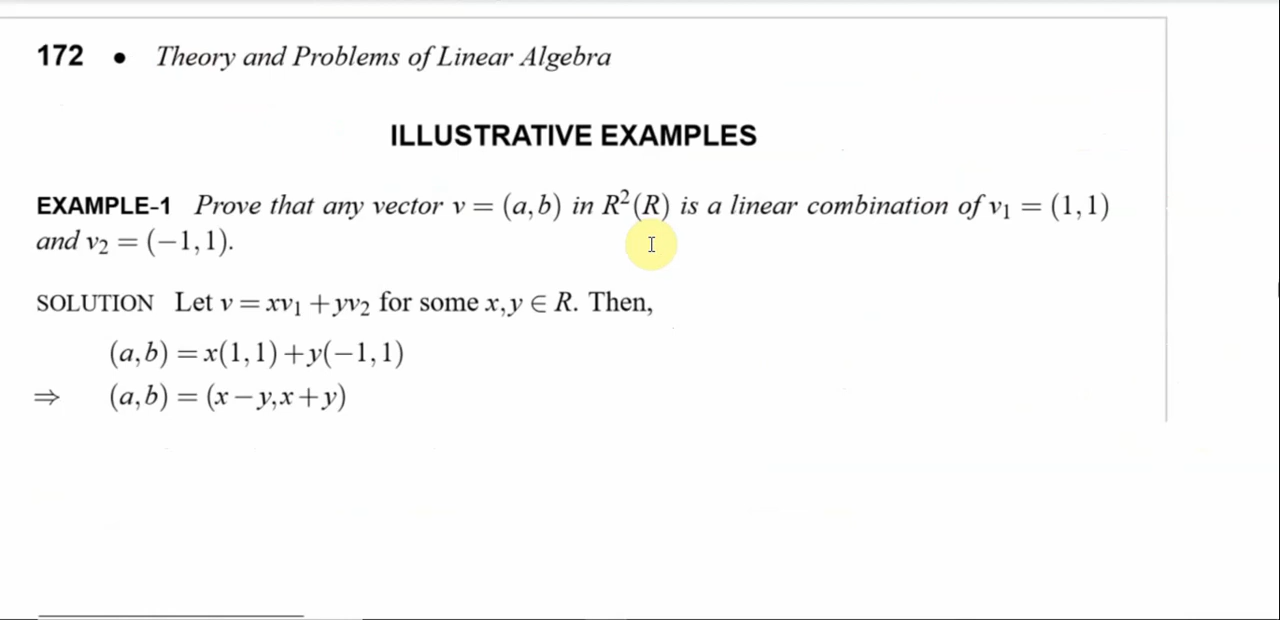 172 • Theory and Problems of Linear Algebra
ILLUSTRATIVE EXAMPLES
EXAMPLE-1 Prove that any vector v = (a,b) in R²(R) is a linear combination of v₁ = (1,1)
and v₂ = (−1,1).
SOLUTION Let v = xv₁ + yv₂ for some x,y ∈ R. Then,
(a,b) = x(1,1) + y(−1,1)
⇒ (a,b) = (x − y,x + y)